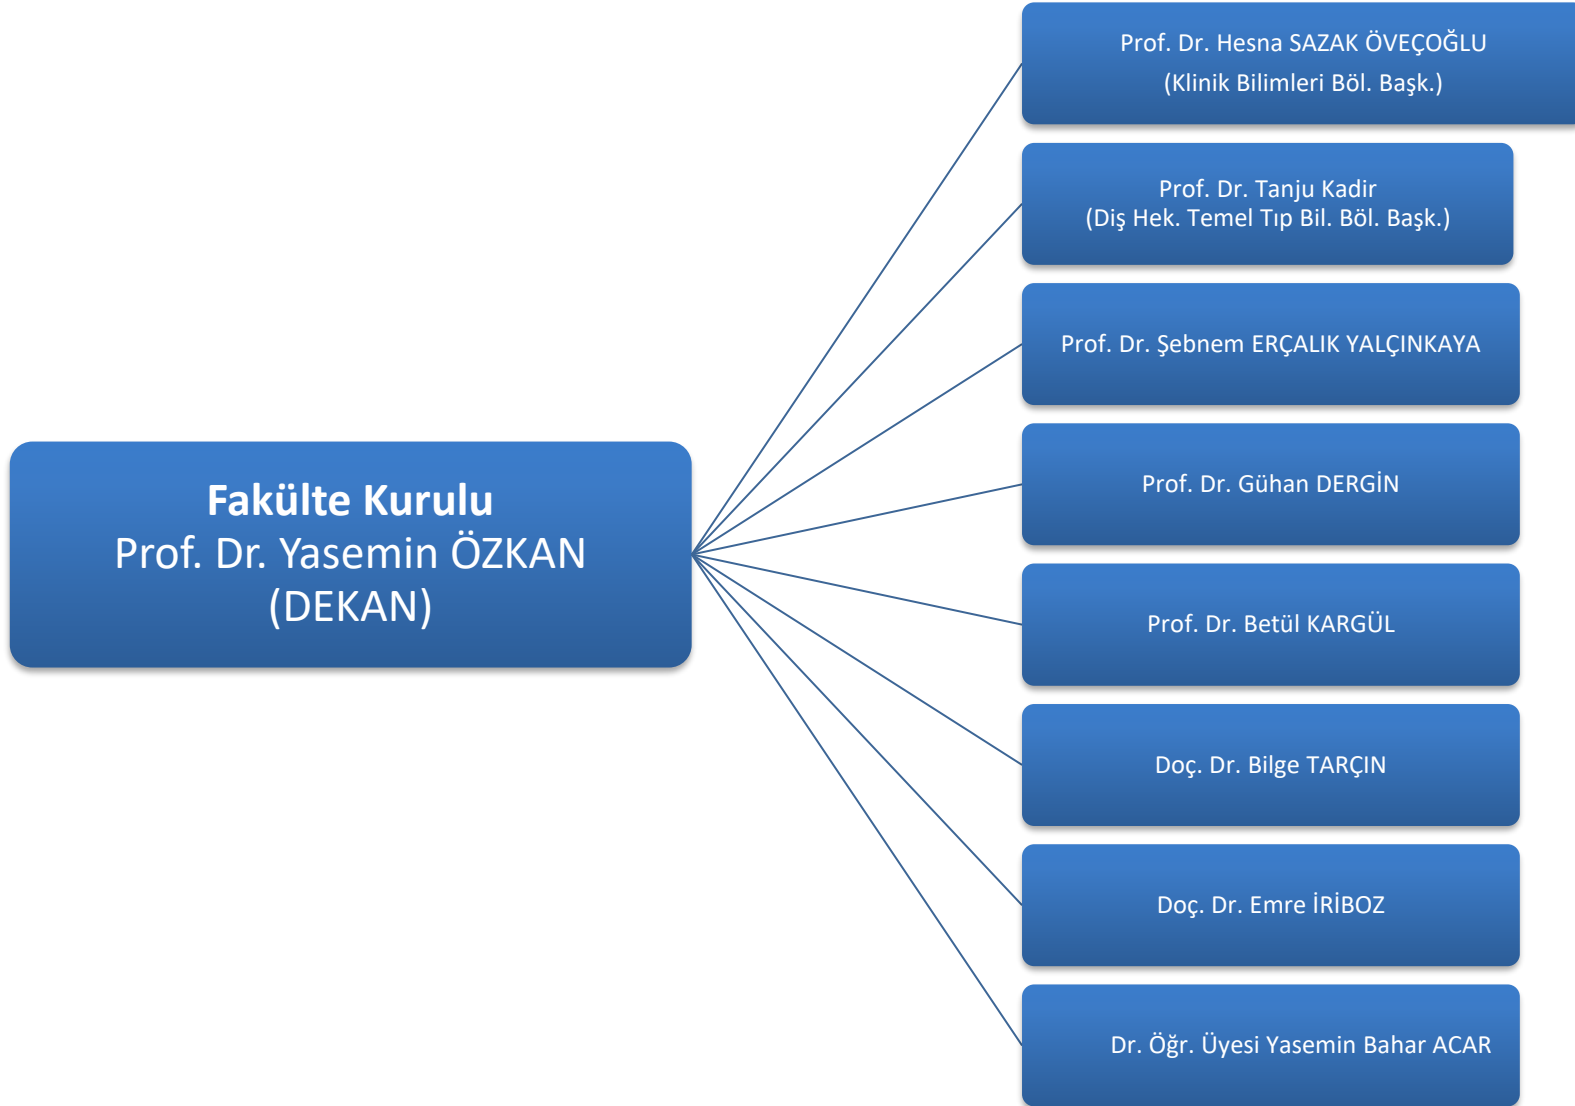 Fakülte Kurulu
Prof. Dr. Yasemin ÖZKAN
(DEKAN)
Prof. Dr. Hesna SAZAK ÖVEÇOĞLU
(Klinik Bilimleri Böl. Başk.)
Prof. Dr. Tanju Kadir
(Diş Hek. Temel Tıp Bil. Böl. Başk.)
Prof. Dr. Şebnem ERÇALIK YALÇINKAYA
Prof. Dr. Gühan DERGİN
Prof. Dr. Betül KARGÜL
Doç. Dr. Bilge TARÇIN
Doç. Dr. Emre İRİBOZ
Dr. Öğr. Üyesi Yasemin Bahar ACAR